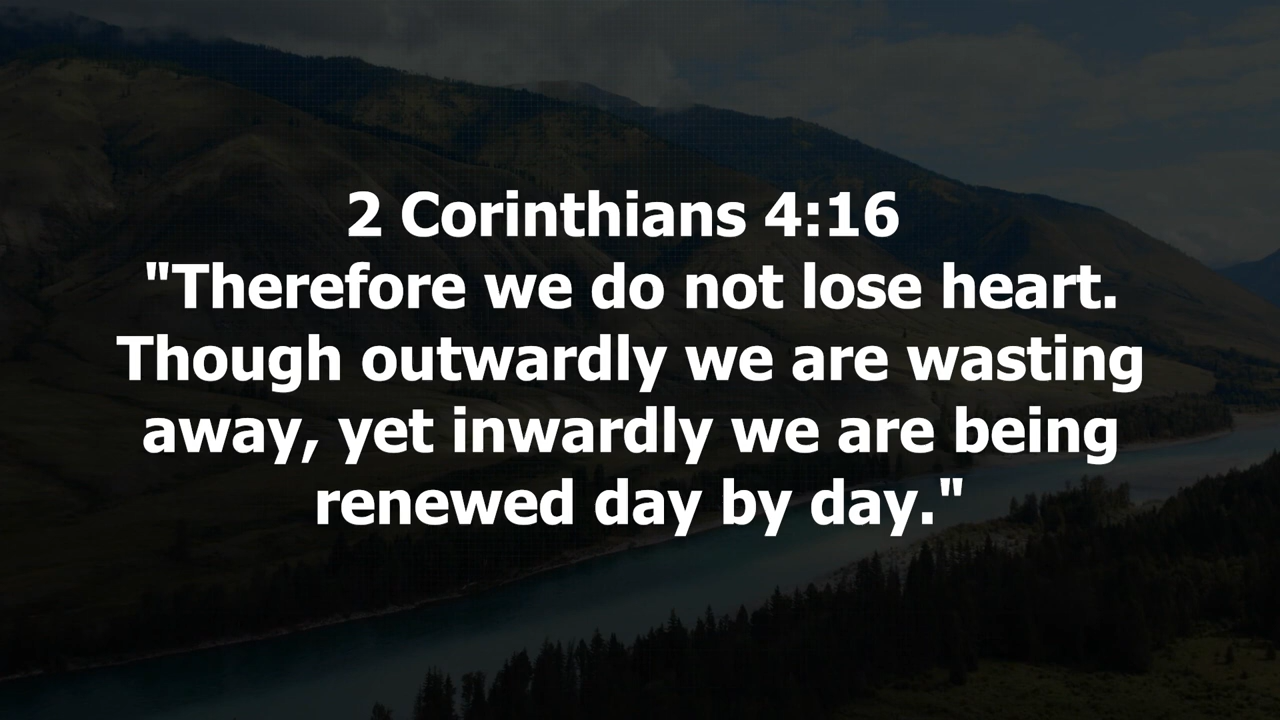 2 Corinthians 4:16
"Therefore we do not lose heart.
Though outwardly we are wasting
away, yet inwardly we are being
renewed day by day."